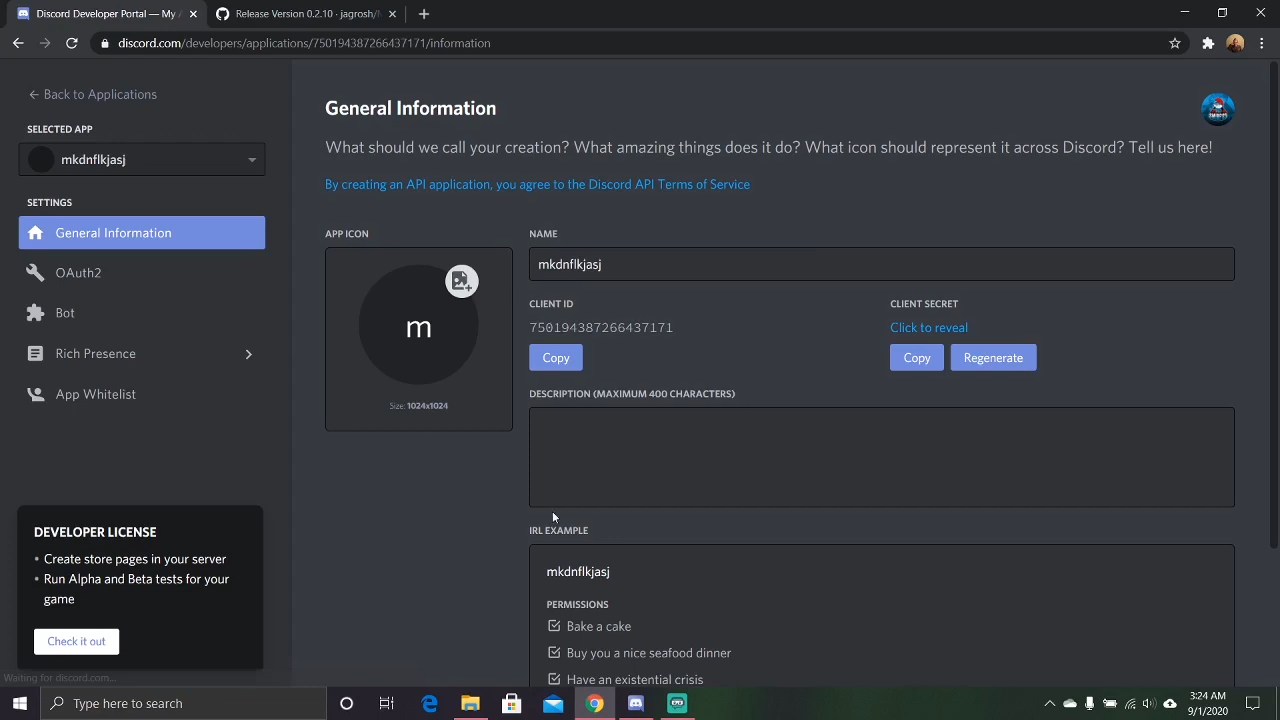 Discord Developer Portal — My A
Release Version 0.2.10 · jagrosh/
discord.com/developers/applications/750194387266437171/information
Back to Applications
SELECTED APP
mkdnflkjasj
SETTINGS
General Information
OAuth2
Bot
Rich Presence
App Whitelist
DEVELOPER LICENSE
• Create store pages in your server
• Run Alpha and Beta tests for your
game
Check it out
General Information
What should we call your creation? What amazing things does it do? What icon should represent it across Discord? Tell us here!
By creating an API application, you agree to the Discord API Terms of Service
APP ICON
m
Size: 1024x1024
NAME
mkdnflkjasj
CLIENT ID
750194387266437171
Copy
CLIENT SECRET
Click to reveal
Copy
Regenerate
DESCRIPTION (MAXIMUM 400 CHARACTERS)
IRL EXAMPLE
mkdnflkjasj
PERMISSIONS
Bake a cake
Buy you a nice seafood dinner
Have an existential crisis
Waiting for discord.com...
Type here to search
3:24 AM
9/1/2020